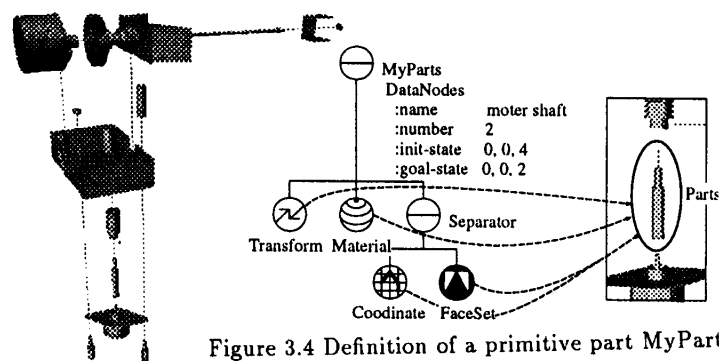 MyParts
DataNodes
:name moter shaft
:number 2
:init-state 0, 0, 4
:goal-state 0, 0, 2
Parts
Transform Material Separator
Coodinate FaceSet
Figure 3.4 Definition of a primitive part MyPart